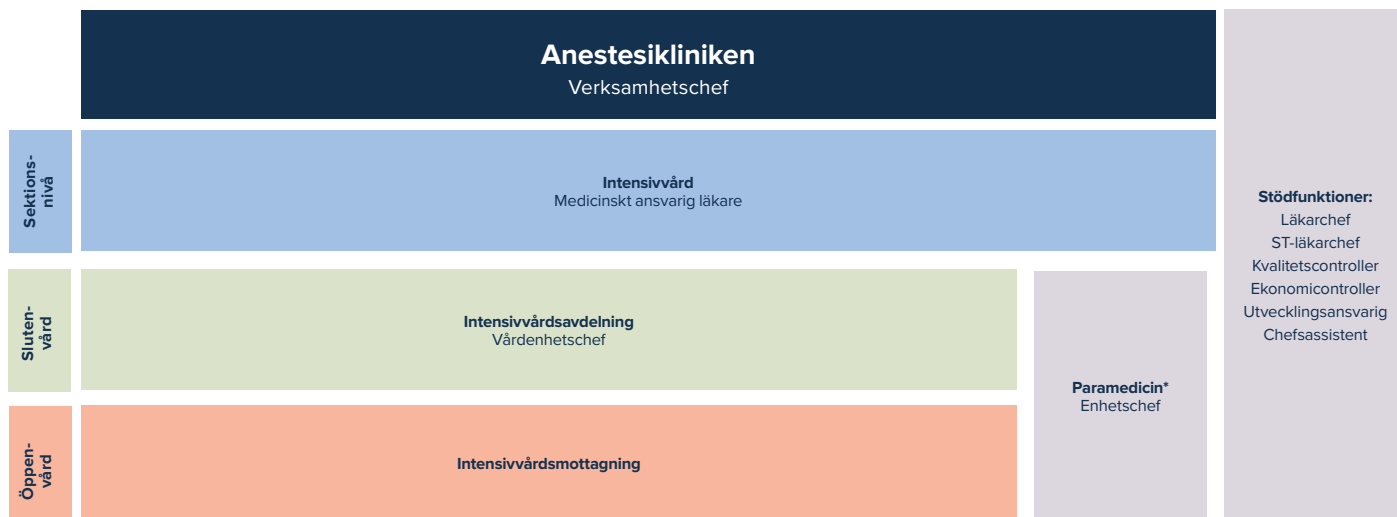 Anestesikliniken
Verksamhetschef
Sektions-
nivå
Intensivvård
Medicinskt ansvarig läkare
Stödfunktioner:
Läkarchef
ST-läkarchef
Kvalitetscontroller
Ekonomicontroller
Utvecklingsansvarig
Chefsassistent
Sluten-
vård
Intensivvårdsavdelning
Vårdenhetschef
Paramedicin*
Enhetschef
Öppen-
vård
Intensivvårdsmottagning